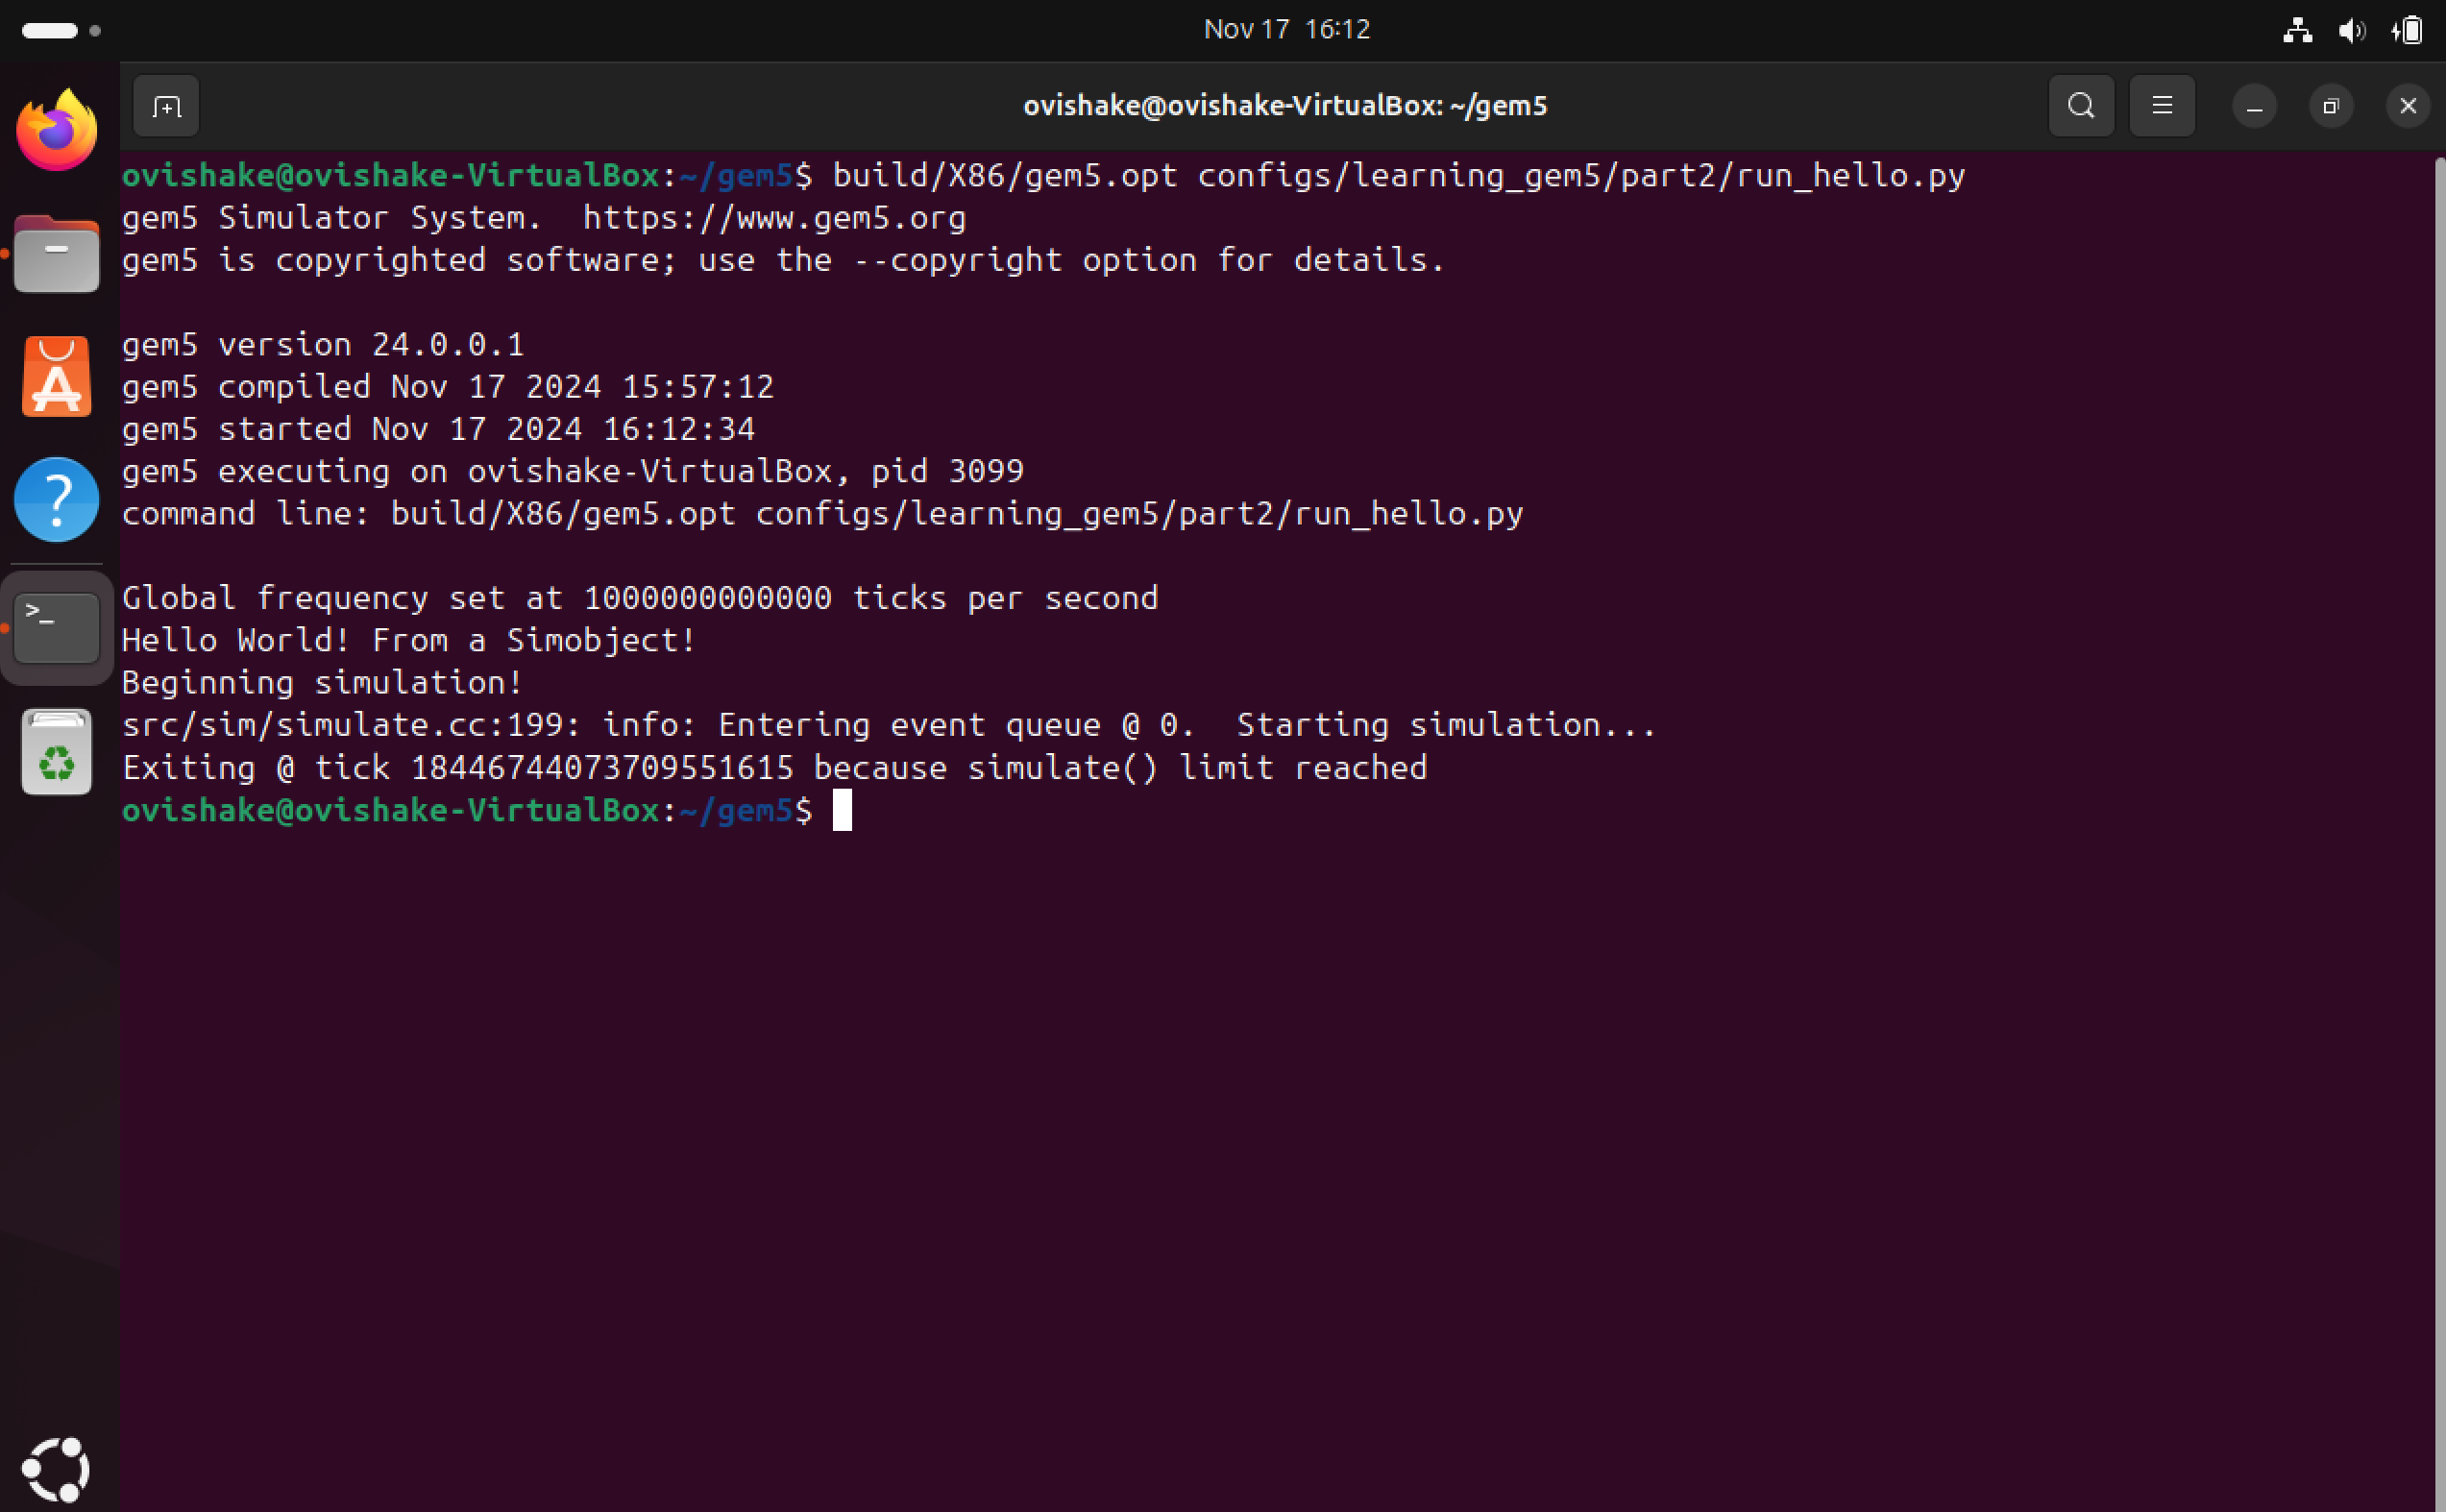 Nov 17 16:12
ovishake@ovishake-VirtualBox: ~/gem5
ovishake@ovishake-VirtualBox:~/gem5$ build/X86/gem5.opt configs/learning_gem5/part2/run_hello.py
gem5 Simulator System.  https://www.gem5.org
gem5 is copyrighted software; use the --copyright option for details.
gem5 version 24.0.0.1
gem5 compiled Nov 17 2024 15:57:12
gem5 started Nov 17 2024 16:12:34
gem5 executing on ovishake-VirtualBox, pid 3099
command line: build/X86/gem5.opt configs/learning_gem5/part2/run_hello.py
Global frequency set at 1000000000000 ticks per second
Hello World! From a Simobject!
Beginning simulation!
src/sim/simulate.cc:199: info: Entering event queue @ 0.  Starting simulation...
Exiting @ tick 18446744073709551615 because simulate() limit reached
ovishake@ovishake-VirtualBox:~/gem5$